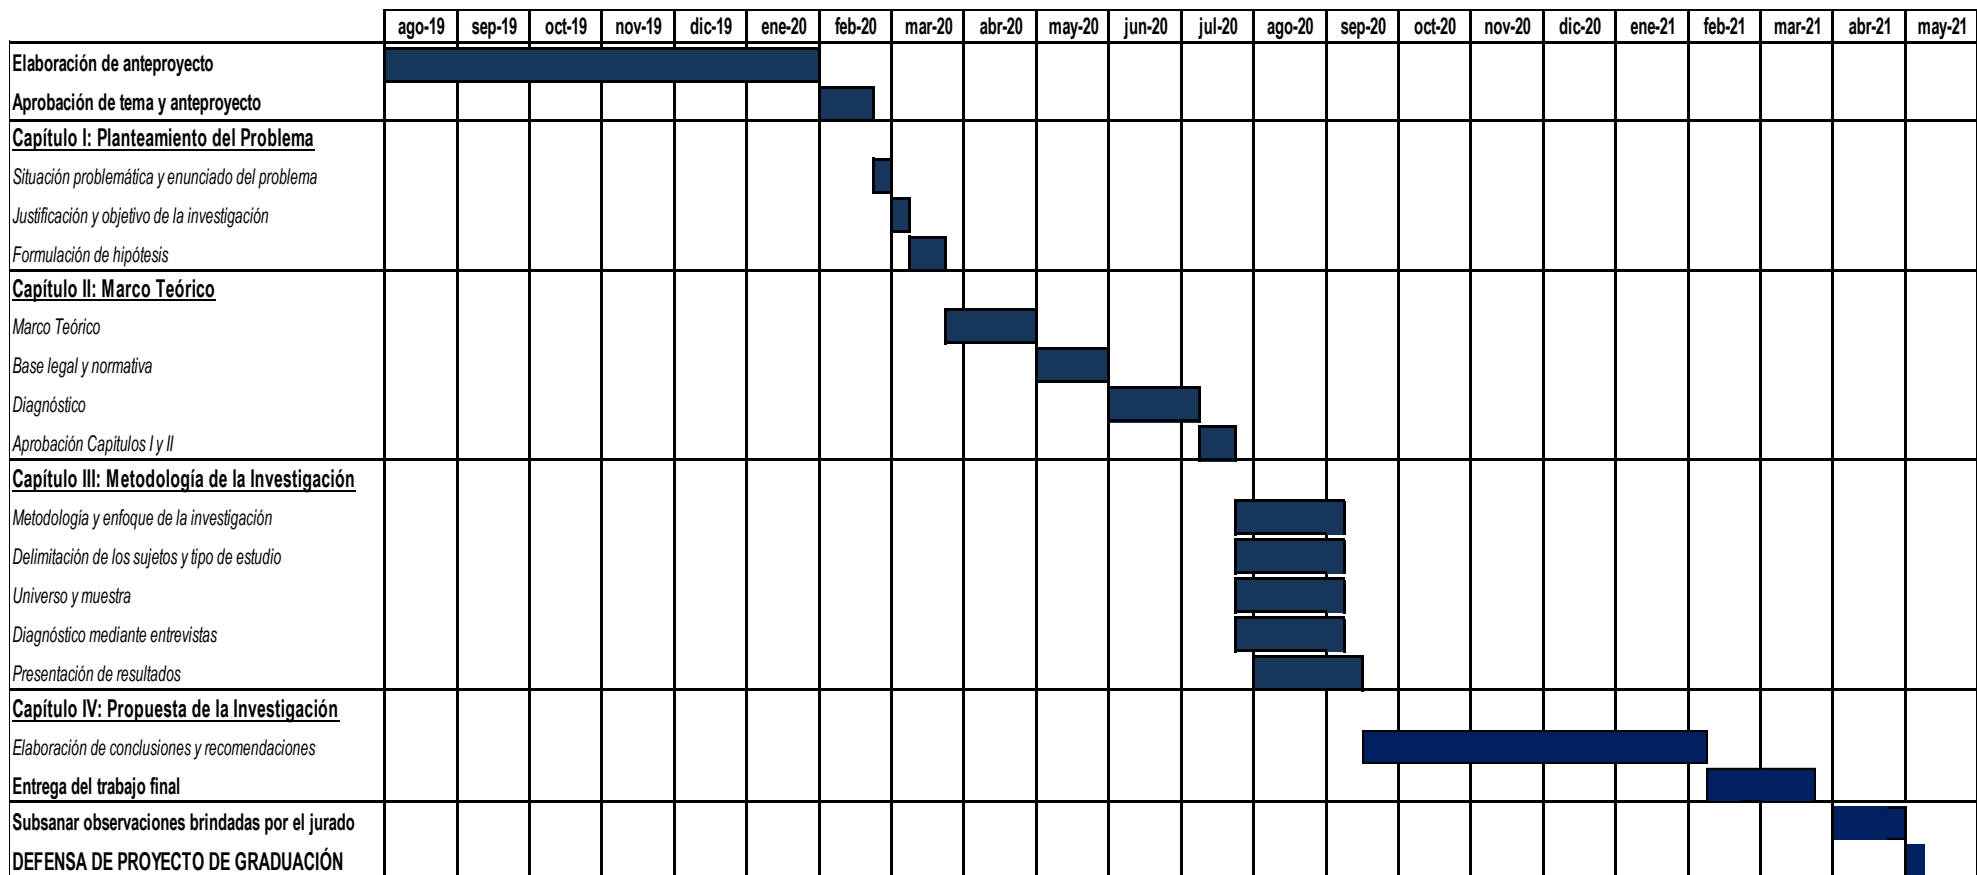 ago-19 sep-19 oct-19 nov-19 dic-19 ene-20 feb-20 mar-20 abr-20 may-20 jun-20 jul-20 ago-20 sep-20 oct-20 nov-20 dic-20 ene-21 feb-21 mar-21 abr-21 may-21
Elaboración de anteproyecto
Aprobación de tema y anteproyecto
Capítulo I: Planteamiento del Problema
Situación problemática y enunciado del problema
Justificación y objetivo de la investigación
Formulación de hipótesis
Capítulo II: Marco Teórico
Marco Teórico
Base legal y normativa
Diagnóstico
Aprobación Capítulos I y II
Capítulo III: Metodología de la Investigación
Metodología y enfoque de la investigación
Delimitación de los sujetos y tipo de estudio
Universo y muestra
Diagnóstico mediante entrevistas
Presentación de resultados
Capítulo IV: Propuesta de la Investigación
Elaboración de conclusiones y recomendaciones
Entrega del trabajo final
Subsanar observaciones brindadas por el jurado
DEFENSA DE PROYECTO DE GRADUACIÓN